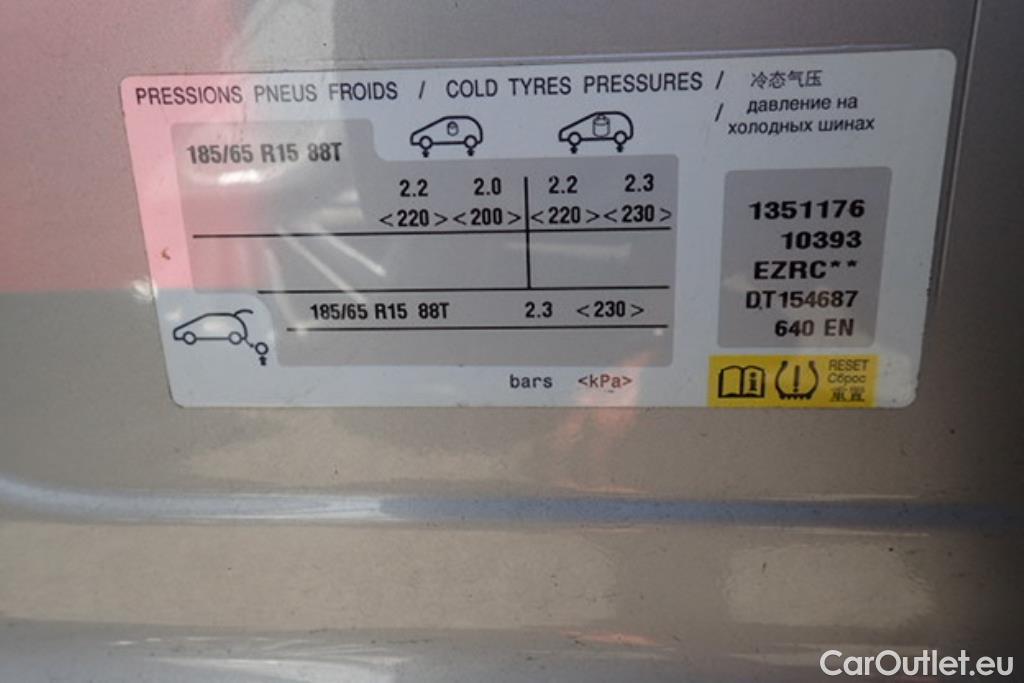 PRESSIONS PNEUS FROIDS / COLD TYRES PRESSURES / 冷态气压
/ давление на
холодных шинах
185/65 R15 88T
2.2 2.0 2.2 2.3
<220> <200> <220> <230>
185/65 R15 88T 2.3 <230>
bars <kPa>
1351176
10393
EZRC**
D,T154687
640 EN
RESET
Сброс
重置
CarOutlet.eu